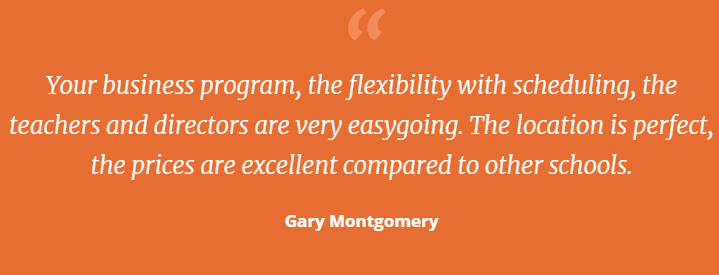 “
Your business program, the flexibility with scheduling, the
teachers and directors are very easygoing. The location is perfect,
the prices are excellent compared to other schools.
Gary Montgomery